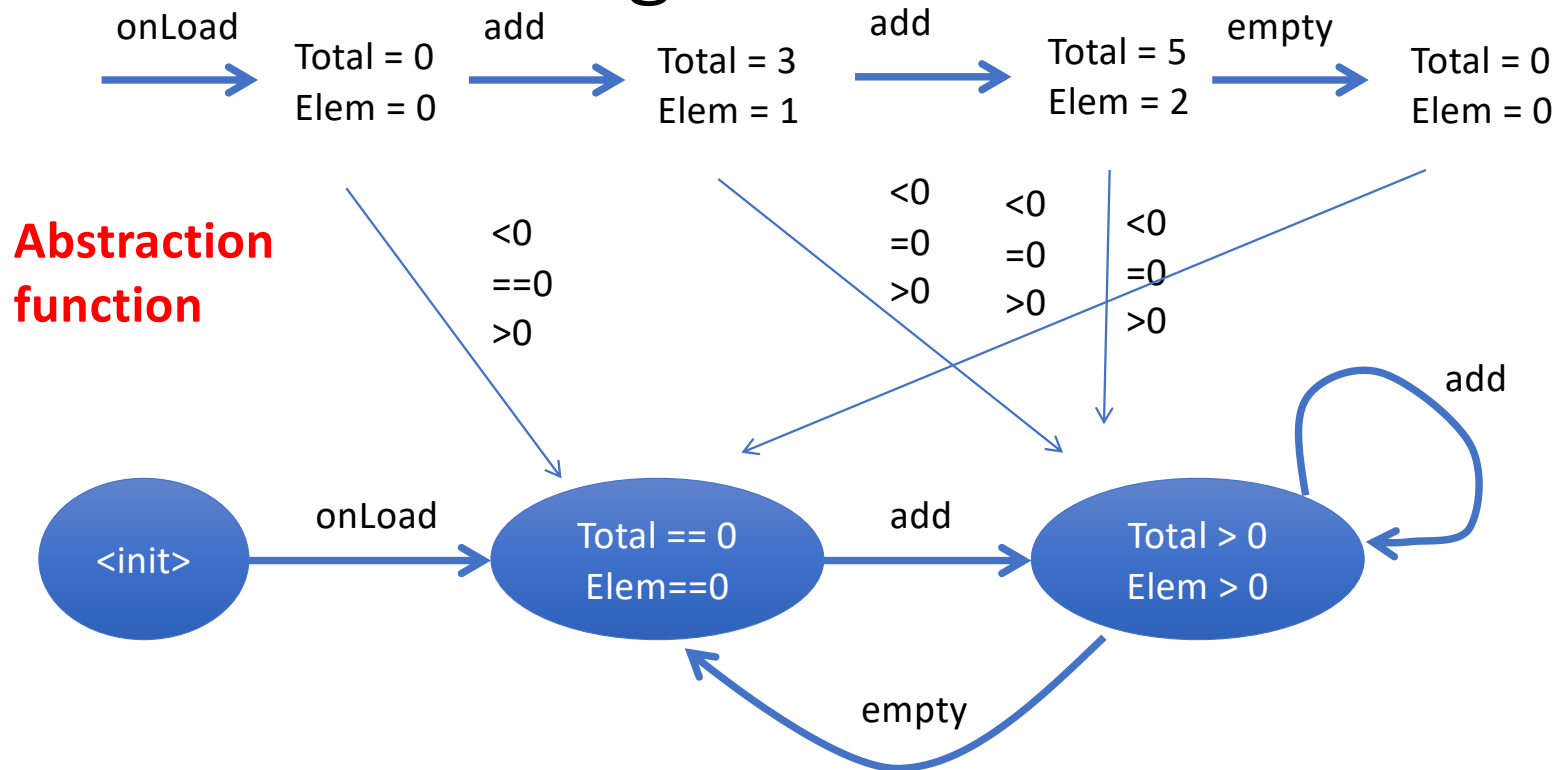 onLoad
Total = 0
Elem = 0
add
Total = 3
Elem = 1
add
Total = 5
Elem = 2
empty
Total = 0
Elem = 0
Abstraction
function
<0
==0
>0
<0
=0
>0
<0
=0
>0
<0
=0
>0
<init>
onLoad
Total == 0
Elem==0
add
Total > 0
Elem > 0
add
empty